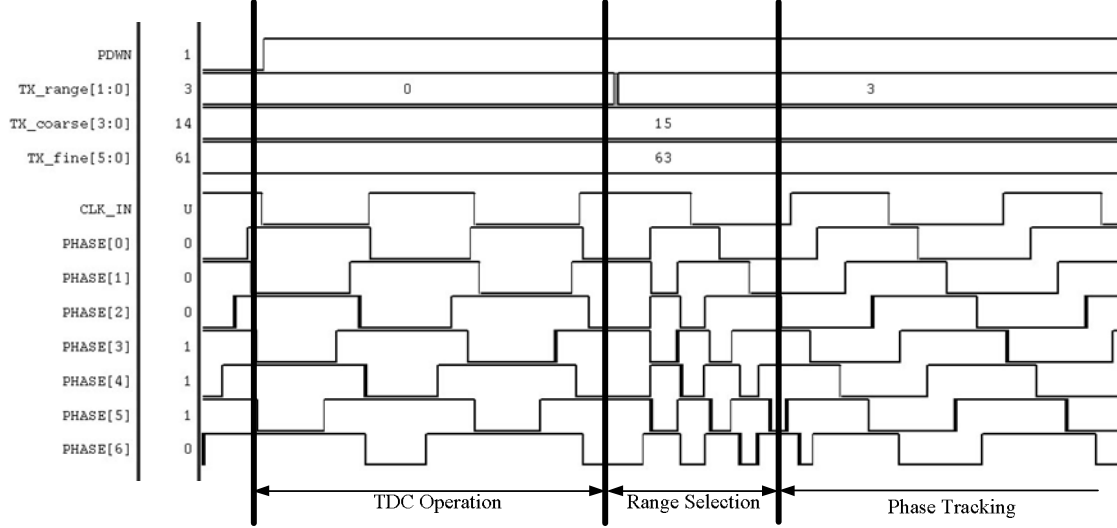 PDWN 1
TX_range[1:0] 3 0 3
TX_coarse[3:0] 14 15
TX_fine[5:0] 61 63
CLK_IN U
PHASE[0] 0
PHASE[1] 0
PHASE[2] 0
PHASE[3] 1
PHASE[4] 1
PHASE[5] 1
PHASE[6] 0
TDC Operation Range Selection Phase Tracking